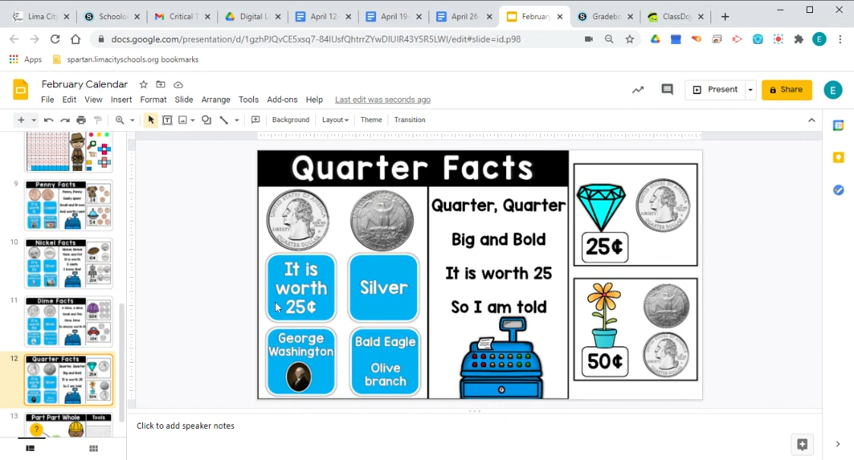 Lima City
Schoolo
Critical T
Digital L
April 12-
April 19-
April 26
February
Gradeb
ClassDo
docs.google.com/presentation/d/1gzhPJQvCE5xsq7-84IUsfQhtrrZYwDIUIR43Y5R5LWI/edit#slide=id.p98
Apps
spartan.limacityschools.org bookmarks
February Calendar
File Edit View Insert Format Slide Arrange Tools Add-ons Help Last edit was seconds ago
Present
Share
E
Background Layout Theme Transition
9
Penny Facts
10
Nickel Facts
11
Dime Facts
12
Quarter Facts
13
Part Part Whole
Tools
Quarter Facts
It is
worth
25¢
Silver
George
Washington
Bald Eagle
Olive
branch
Quarter, Quarter
Big and Bold
It is worth 25
So I am told
25¢
50¢
Click to add speaker notes